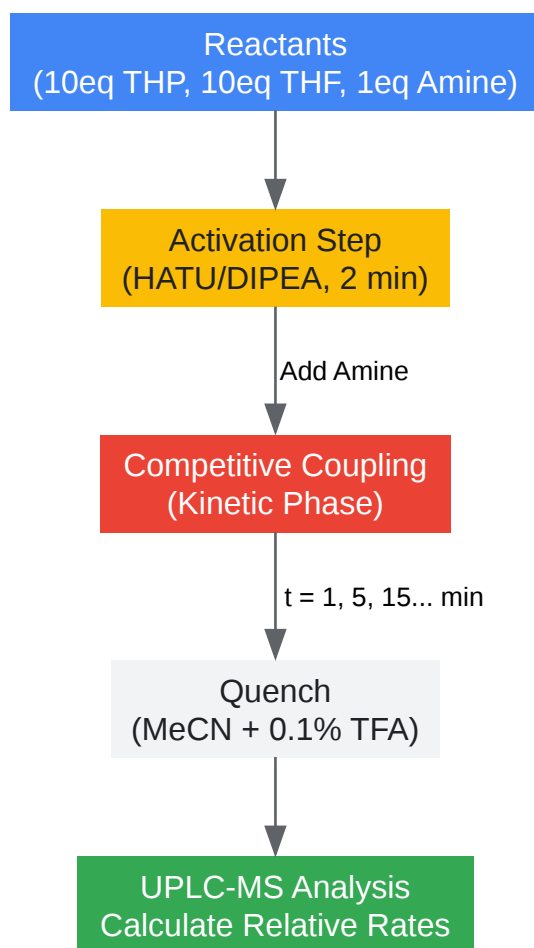 Reactants
(10eq THP, 10eq THF, 1eq Amine)
Activation Step
(HATU/DIPEA, 2 min)
Add Amine
Competitive Coupling
(Kinetic Phase)
t = 1, 5, 15... min
Quench
(MeCN + 0.1% TFA)
UPLC-MS Analysis
Calculate Relative Rates